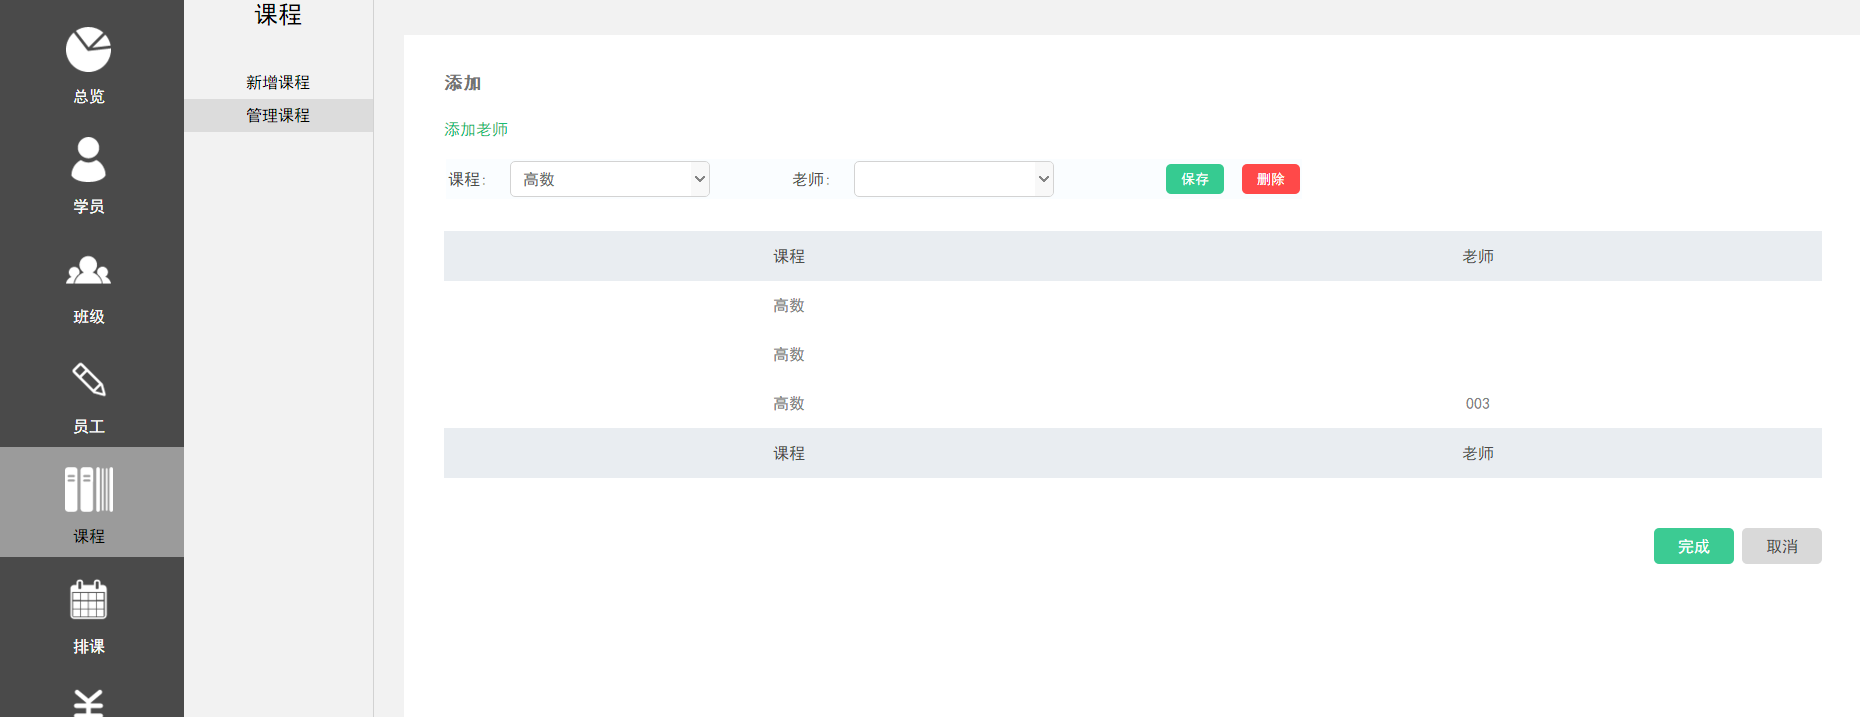 总览
学员
班级
员工
课程
排课
课程
新增课程
管理课程
添加
添加老师
课程: 高数 老师: 保存 删除
课程 老师
高数
高数
高数 003
课程 老师
完成 取消